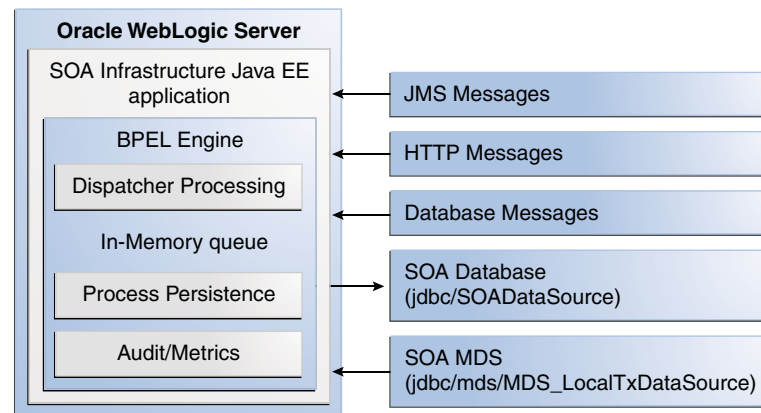 Oracle WebLogic Server
SOA Infrastructure Java EE
application
BPEL Engine
Dispatcher Processing
In-Memory queue
Process Persistence
Audit/Metrics
JMS Messages
HTTP Messages
Database Messages
SOA Database
(jdbc/SOADataSource)
SOA MDS
(jdbc/mds/MDS_LocalTxDataSource)